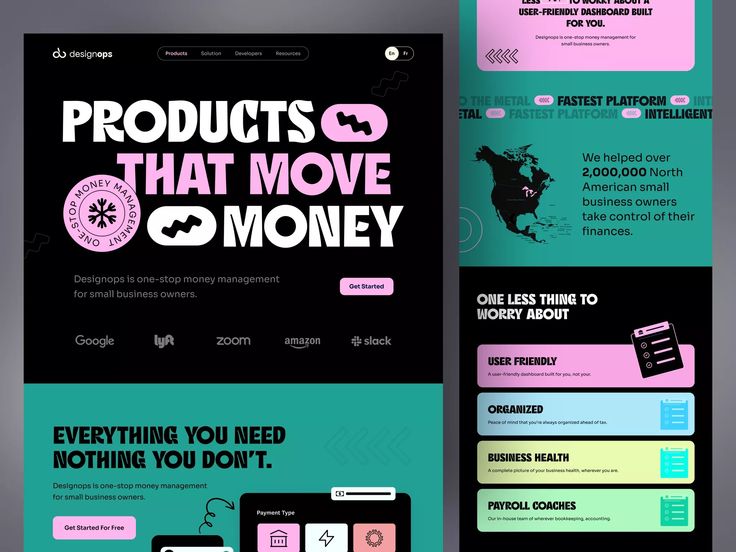 designops
Products
Solution
Developers
Resources
En
Fr
PRODUCTS
THAT MOVE
MONEY
ONE-STOP MONEY MANAGEMENT
Designops is one-stop money management
for small business owners.
Get Started
Google
lyft
zoom
amazon
slack
EVERYTHING YOU NEED
NOTHING YOU DON'T.
Designops is one-stop money management
for small business owners.
Get Started For Free
Payment Type
LESS TO WORRY ABOUT A
USER-FRIENDLY DASHBOARD BUILT
FOR YOU.
Designops is one-stop money management for
small business owners.
O THE METAL FASTEST PLATFORM INT
ETAL FASTEST PLATFORM INTELLIGENT
We helped over
2,000,000 North
American small
business owners
take control of their
finances.
ONE LESS THING TO
WORRY ABOUT
USER FRIENDLY
A user-friendly dashboard built for you, not your.
ORGANIZED
Peace of mind that you're always organized ahead of tax.
BUSINESS HEALTH
A complete picture of your business health, wherever you are.
PAYROLL COACHES
Our in-house team of wherever bookkeeping, accounting.